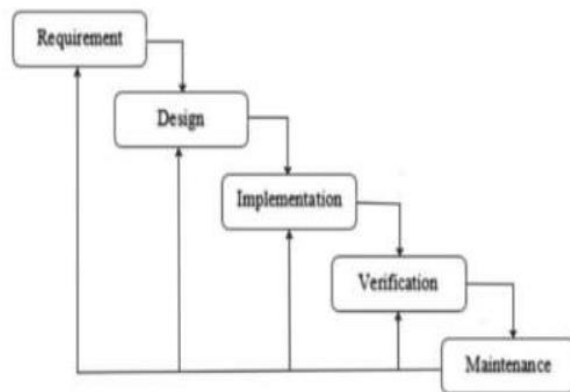 Requirement
Design
Implementation
Verification
Maintenance